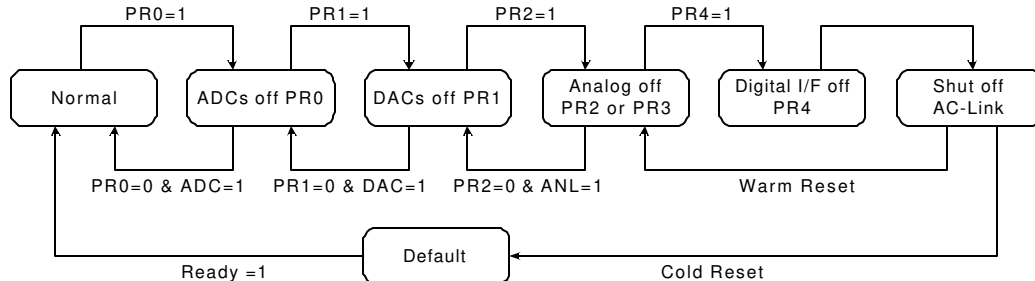 PR0=1
PR1=1
PR2=1
PR4=1
Normal
ADCs off PR0
DACs off PR1
Analog off
PR2 or PR3
Digital I/F off
PR4
Shut off
AC-Link
PR0=0 & ADC=1
PR1=0 & DAC=1
PR2=0 & ANL=1
Warm Reset
Default
Ready =1
Cold Reset